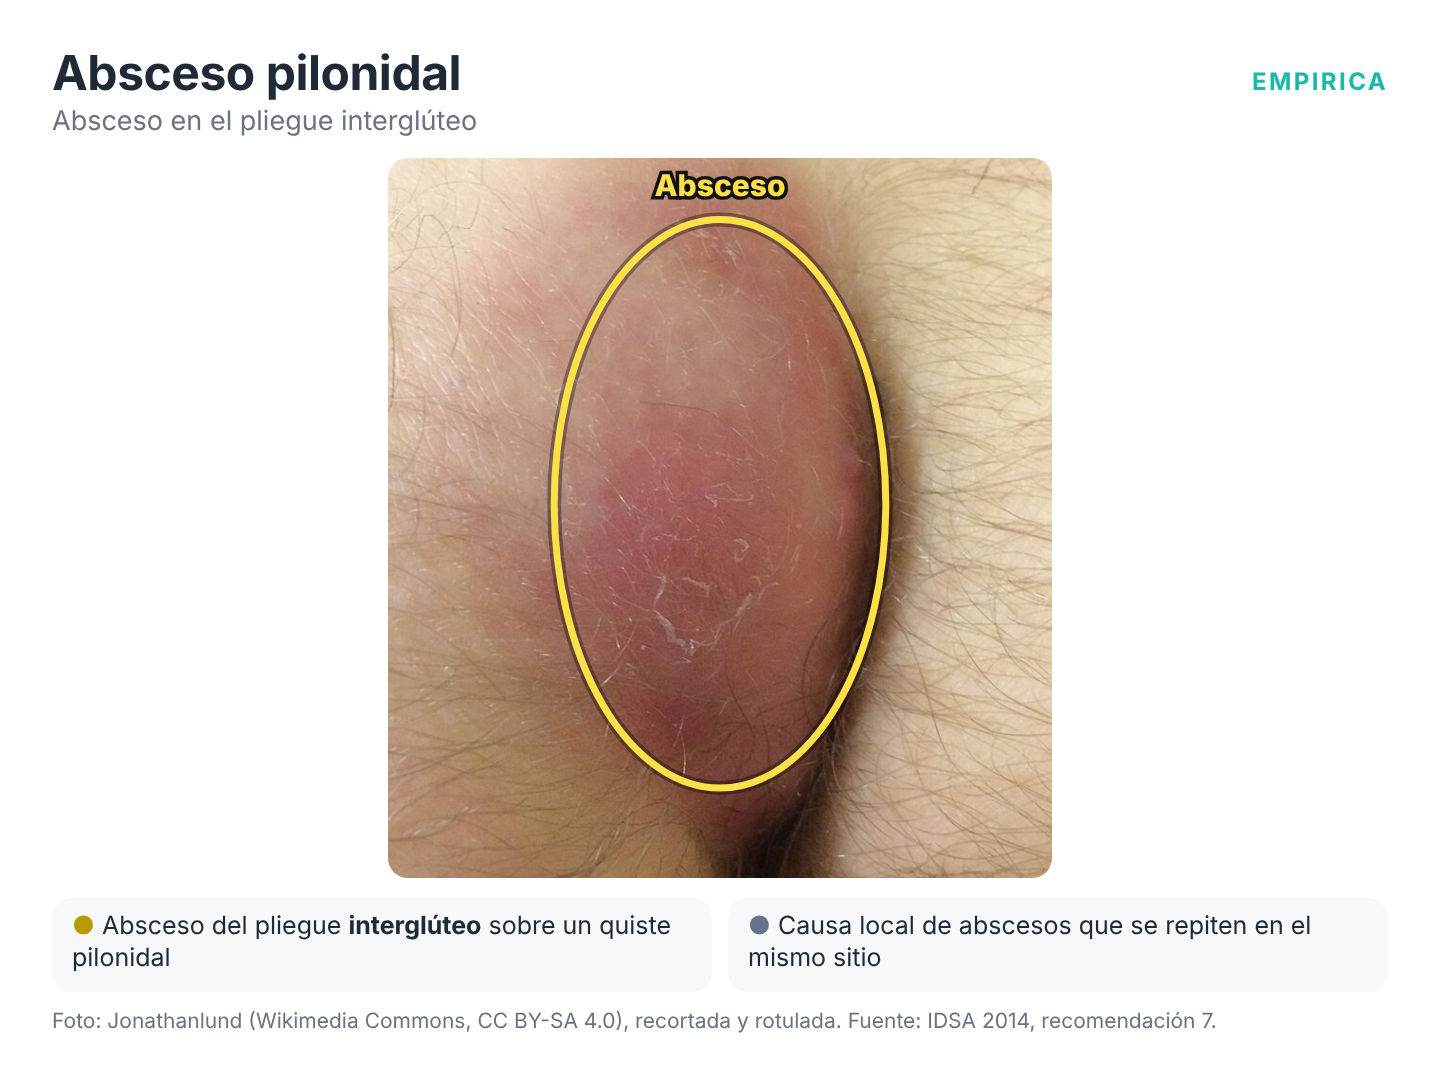 Absceso pilonidal
EMPIRICA
Absceso en el pliegue interglúteo
Absceso
Absceso del pliegue interglúteo sobre un quiste
pilonidal
Causa local de abscesos que se repiten en el
mismo sitio
Foto: Jonathanlund (Wikimedia Commons, CC BY-SA 4.0), recortada y rotulada. Fuente: IDSA 2014, recomendación 7.